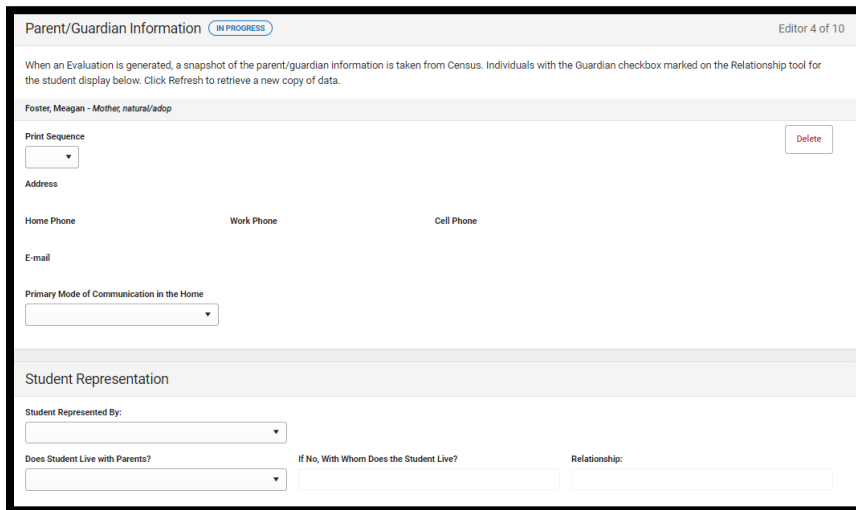 Parent/Guardian Information IN PROGRESS Editor 4 of 10
When an Evaluation is generated, a snapshot of the parent/guardian information is taken from Census. Individuals with the Guardian checkbox marked on the Relationship tool for
the student display below. Click Refresh to retrieve a new copy of data.
Foster, Meagan - Mother, natural/adop
Print Sequence
Delete
Address
Home Phone Work Phone Cell Phone
E-mail
Primary Mode of Communication in the Home
Student Representation
Student Represented By:
Does Student Live with Parents? If No, With Whom Does the Student Live? Relationship: